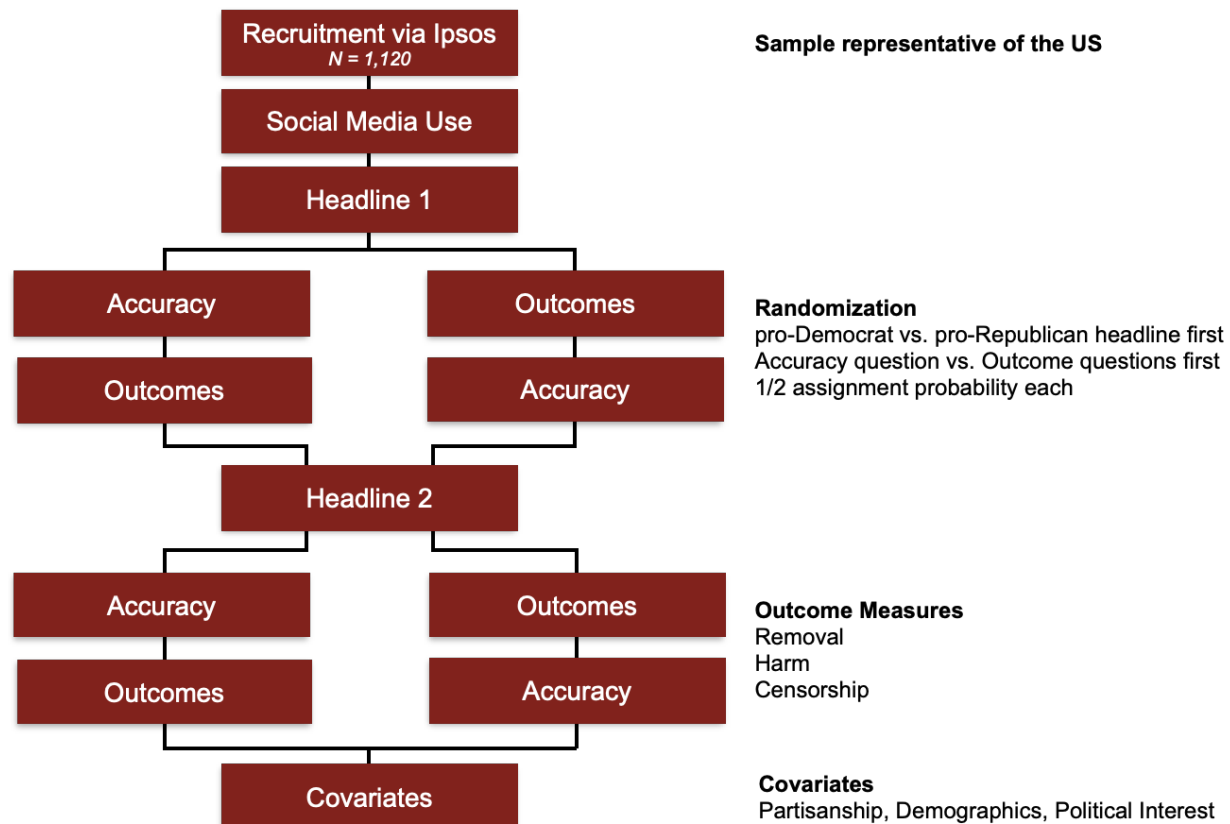 Recruitment via Ipsos
N = 1,120
Sample representative of the US
Social Media Use
Headline 1
Accuracy
Outcomes
Outcomes
Accuracy
Randomization
pro-Democrat vs. pro-Republican headline first
Accuracy question vs. Outcome questions first
1/2 assignment probability each
Headline 2
Accuracy
Outcomes
Outcomes
Accuracy
Outcome Measures
Removal
Harm
Censorship
Covariates
Covariates
Partisanship, Demographics, Political Interest